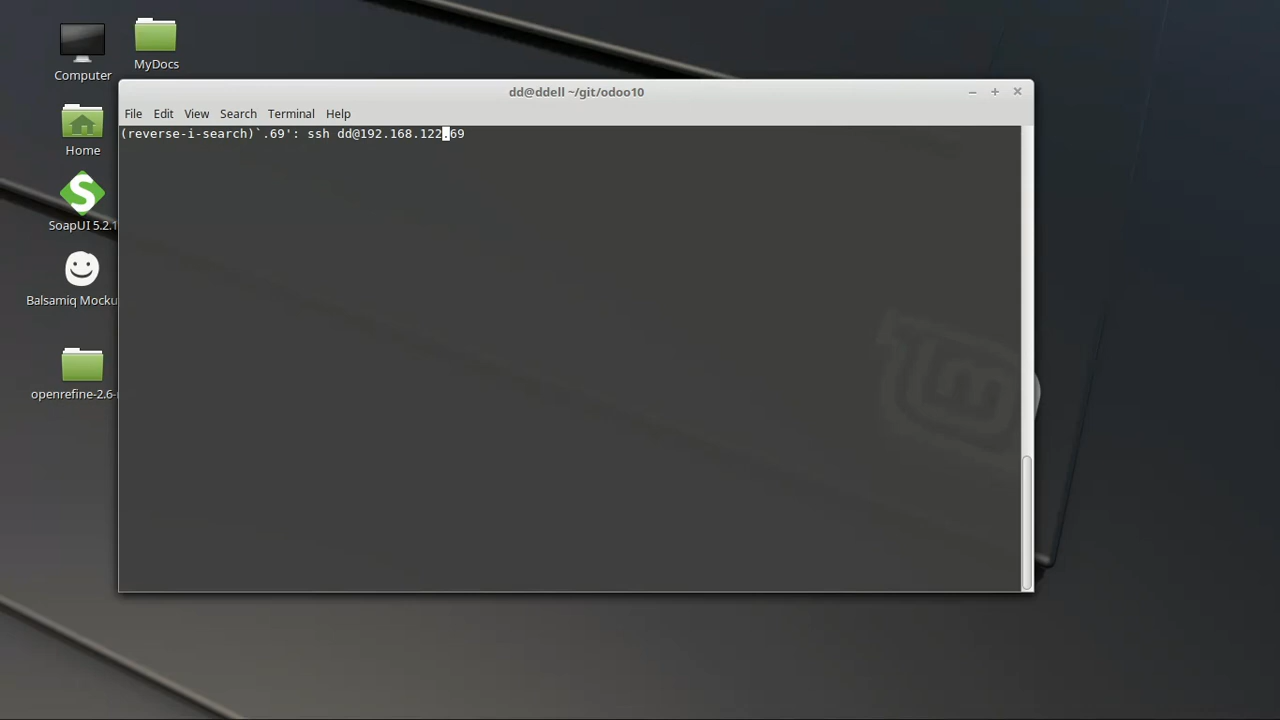 Computer
MyDocs
Home
SoapUI 5.2.1
Balsamiq Mocku
openrefine-2.6-
dd@ddell ~/git/odoo10
File Edit View Search Terminal Help
(reverse-i-search)`.69': ssh dd@192.168.122.69